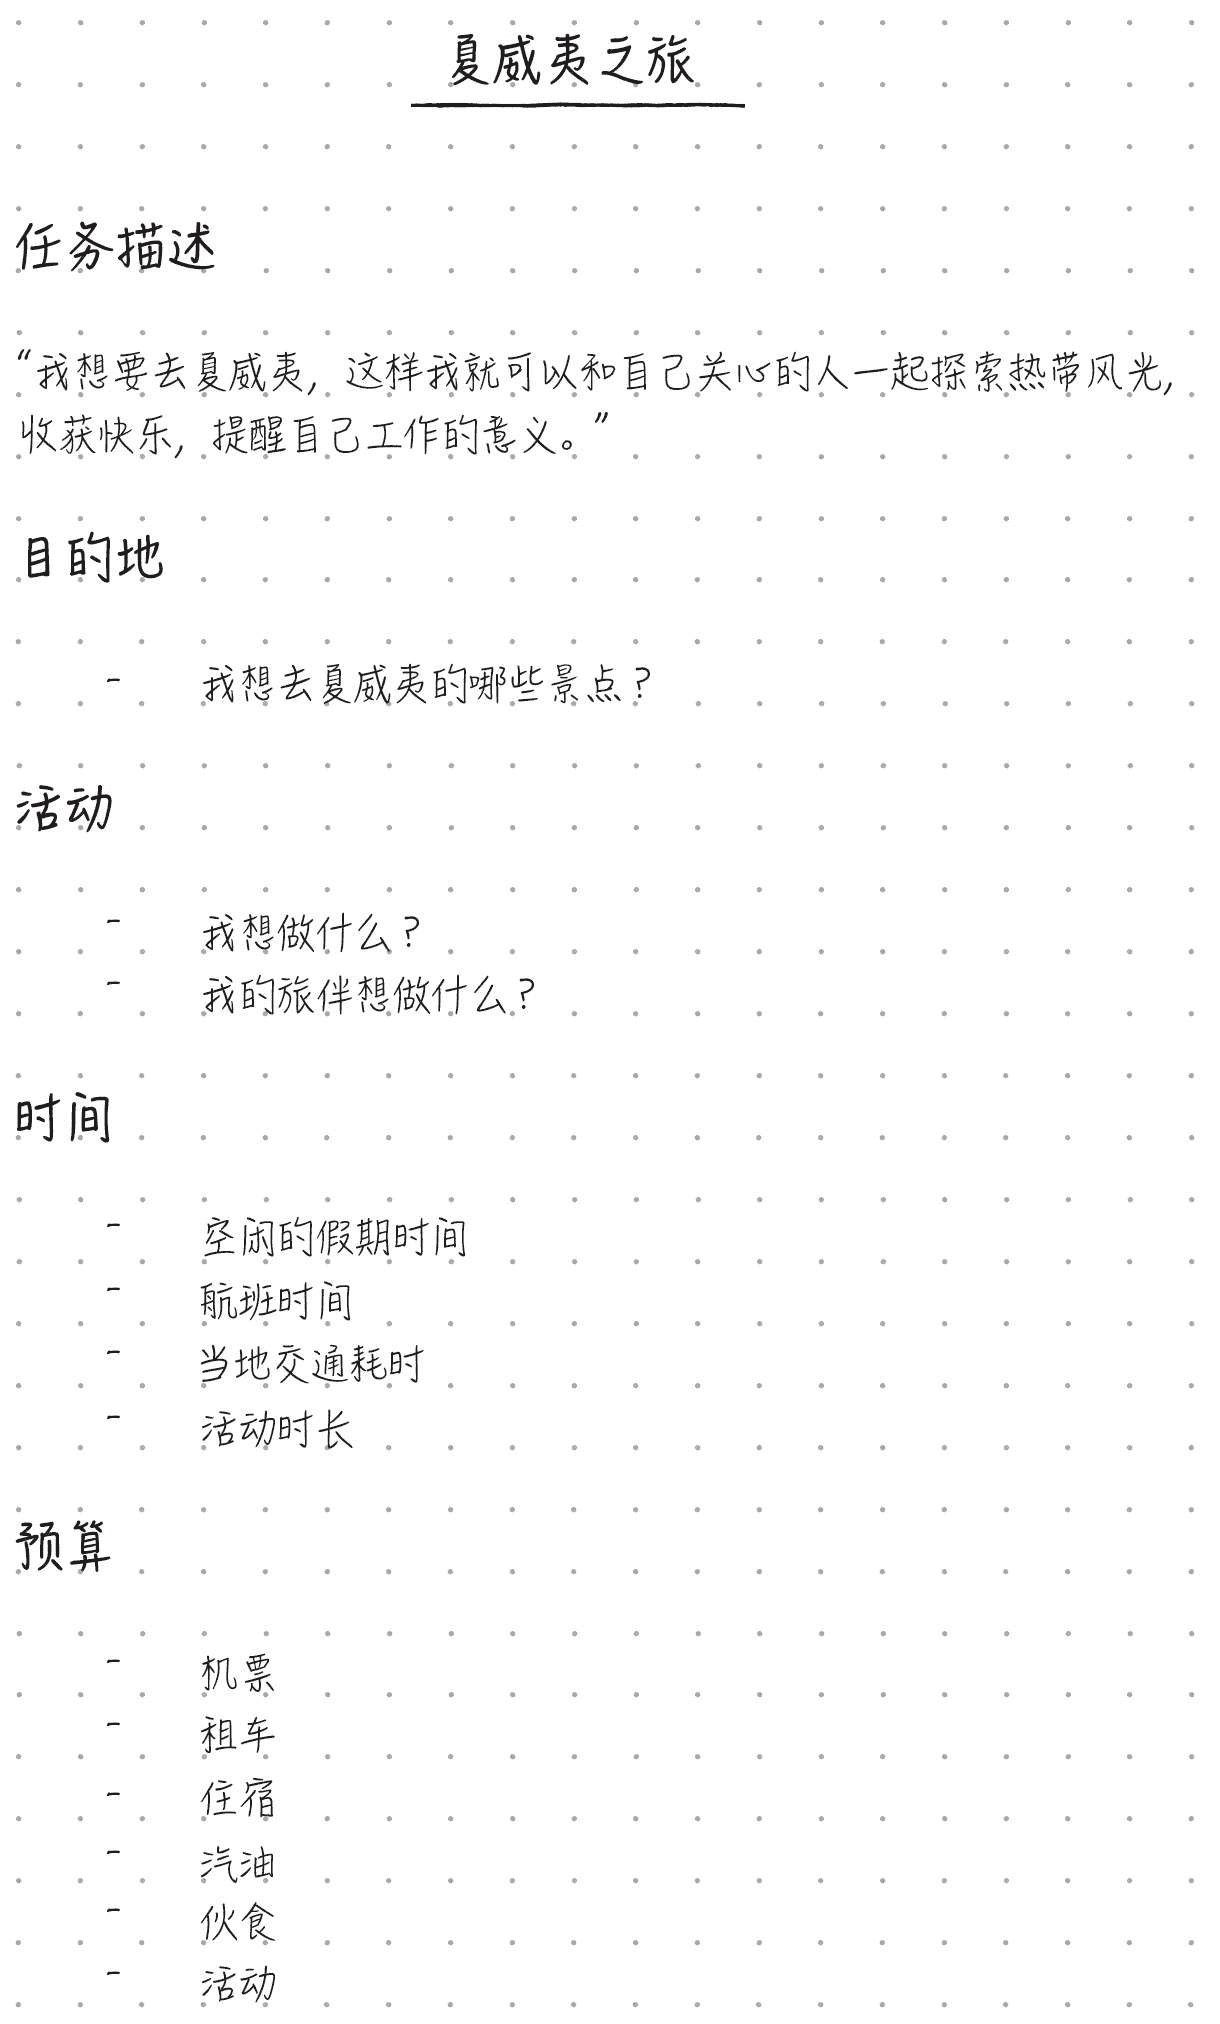 夏威夷之旅
任务描述
“我想要去夏威夷，这样我就可以和自己关心的人一起探索热带风光，
收获快乐，提醒自己工作的意义。”
目的地
- 我想去夏威夷的哪些景点？
活动
- 我想做什么？
- 我的旅伴想做什么？
时间
- 空闲的假期时间
- 航班时间
- 当地交通耗时
- 活动时长
预算
- 机票
- 租车
- 住宿
- 汽油
- 伙食
- 活动